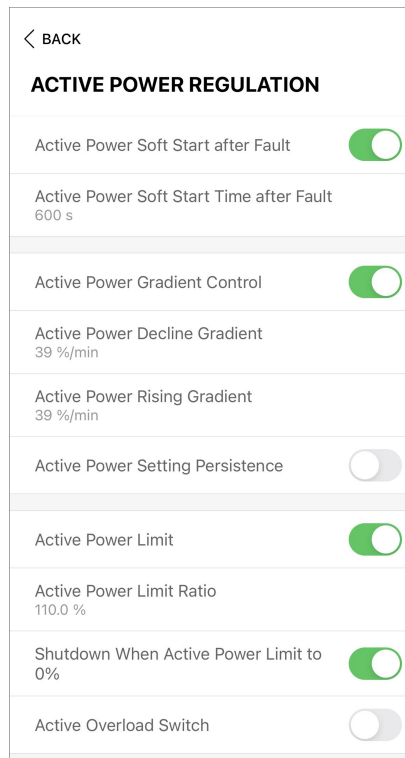 BACK
ACTIVE POWER REGULATION
Active Power Soft Start after Fault
Active Power Soft Start Time after Fault
600 s
Active Power Gradient Control
Active Power Decline Gradient
39 %/min
Active Power Rising Gradient
39 %/min
Active Power Setting Persistence
Active Power Limit
Active Power Limit Ratio
110.0 %
Shutdown When Active Power Limit to
0%
Active Overload Switch